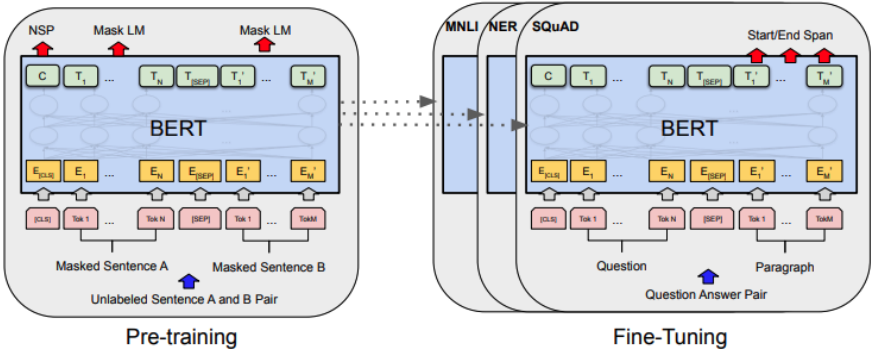 NSP Mask LM Mask LM
C T1 ... TN T[SEP] T1' ... TM'
BERT
E[CLS] E1 ... EN E[SEP] E1' ... EM'
[CLS] Tok 1 ... Tok N [SEP] Tok 1 ... TokM
Masked Sentence A Masked Sentence B
Unlabeled Sentence A and B Pair
Pre-training
MNLI NER SQuAD
Start/End Span
C T1 ... TN T[SEP] T1' ... TM'
BERT
E[CLS] E1 ... EN E[SEP] E1' ... EM'
[CLS] Tok 1 ... Tok N [SEP] Tok 1 ... TokM
Question Paragraph
Question Answer Pair
Fine-Tuning